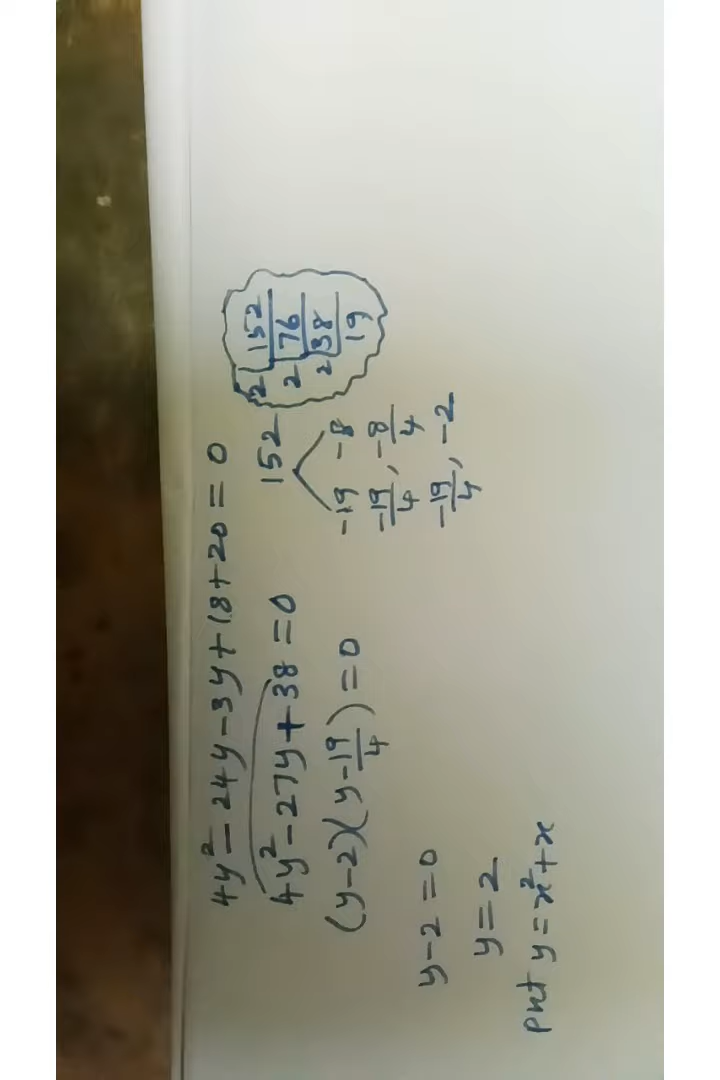 4y² - 24y - 3y + 18 + 20 = 0
4y² - 27y + 38 = 0
(y-2)(y - 19/4) = 0
y - 2 = 0
y = 2
put y = x² + x
152
-19 -8
-19/4, -8/4
-19/4, -2
2 152
2 76
2 38
19